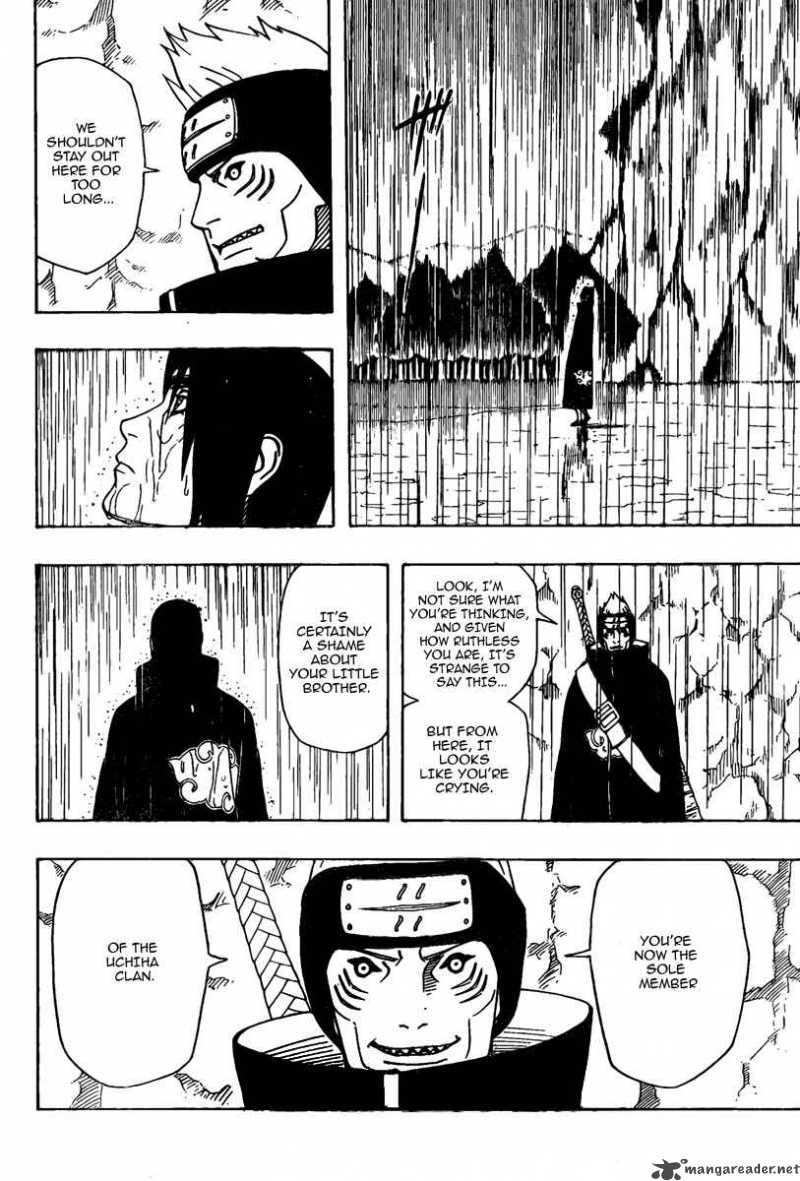 WE
SHOULDN'T
STAY OUT
HERE FOR
TOO
LONG...
LOOK, I'M
NOT SURE WHAT
YOU'RE THINKING,
AND GIVEN
HOW RUTHLESS
YOU ARE, IT'S
STRANGE TO
SAY THIS...
BUT FROM
HERE, IT
LOOKS
LIKE YOU'RE
CRYING.
IT'S
CERTAINLY
A SHAME
ABOUT
YOUR LITTLE
BROTHER.
YOU'RE
NOW THE
SOLE
MEMBER
OF THE
UCHIHA
CLAN.
mangareader.net